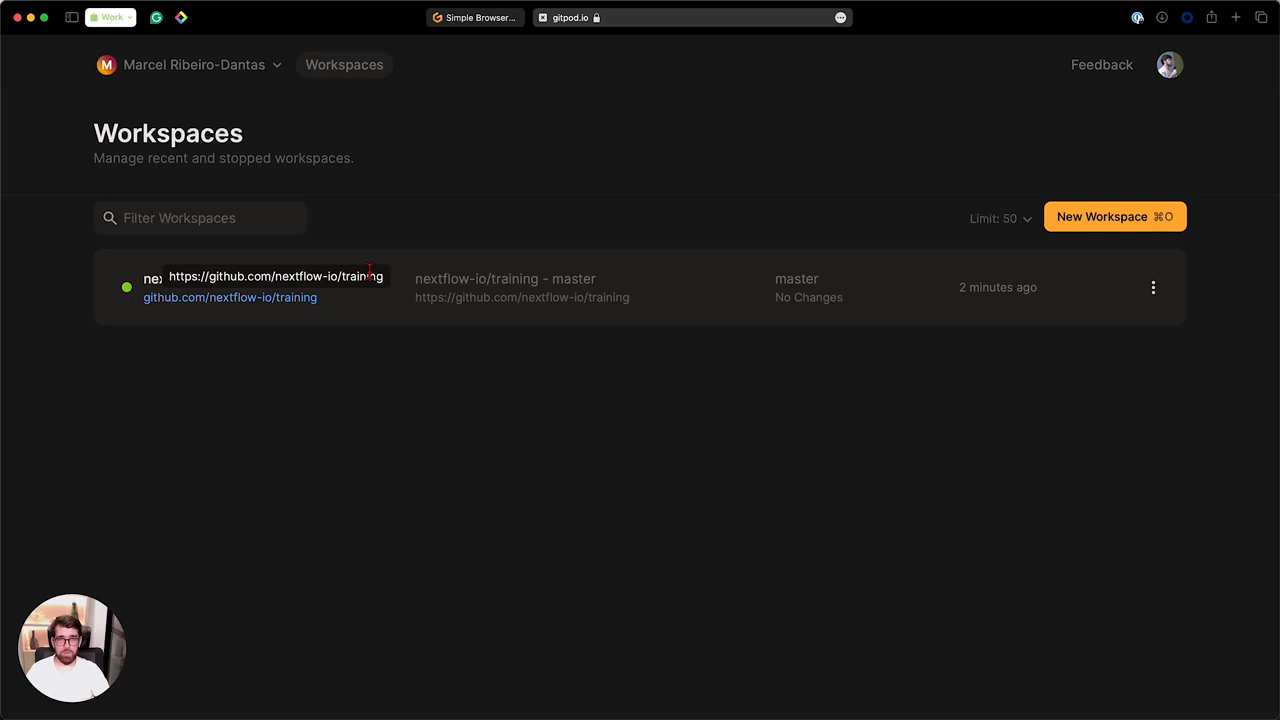 Work
Simple Browser...
gitpod.io
M Marcel Ribeiro-Dantas
Workspaces
Feedback
Workspaces
Manage recent and stopped workspaces.
Filter Workspaces
Limit: 50
New Workspace ⌘O
https://github.com/nextflow-io/training
github.com/nextflow-io/training
nextflow-io/training - master
https://github.com/nextflow-io/training
master
No Changes
2 minutes ago